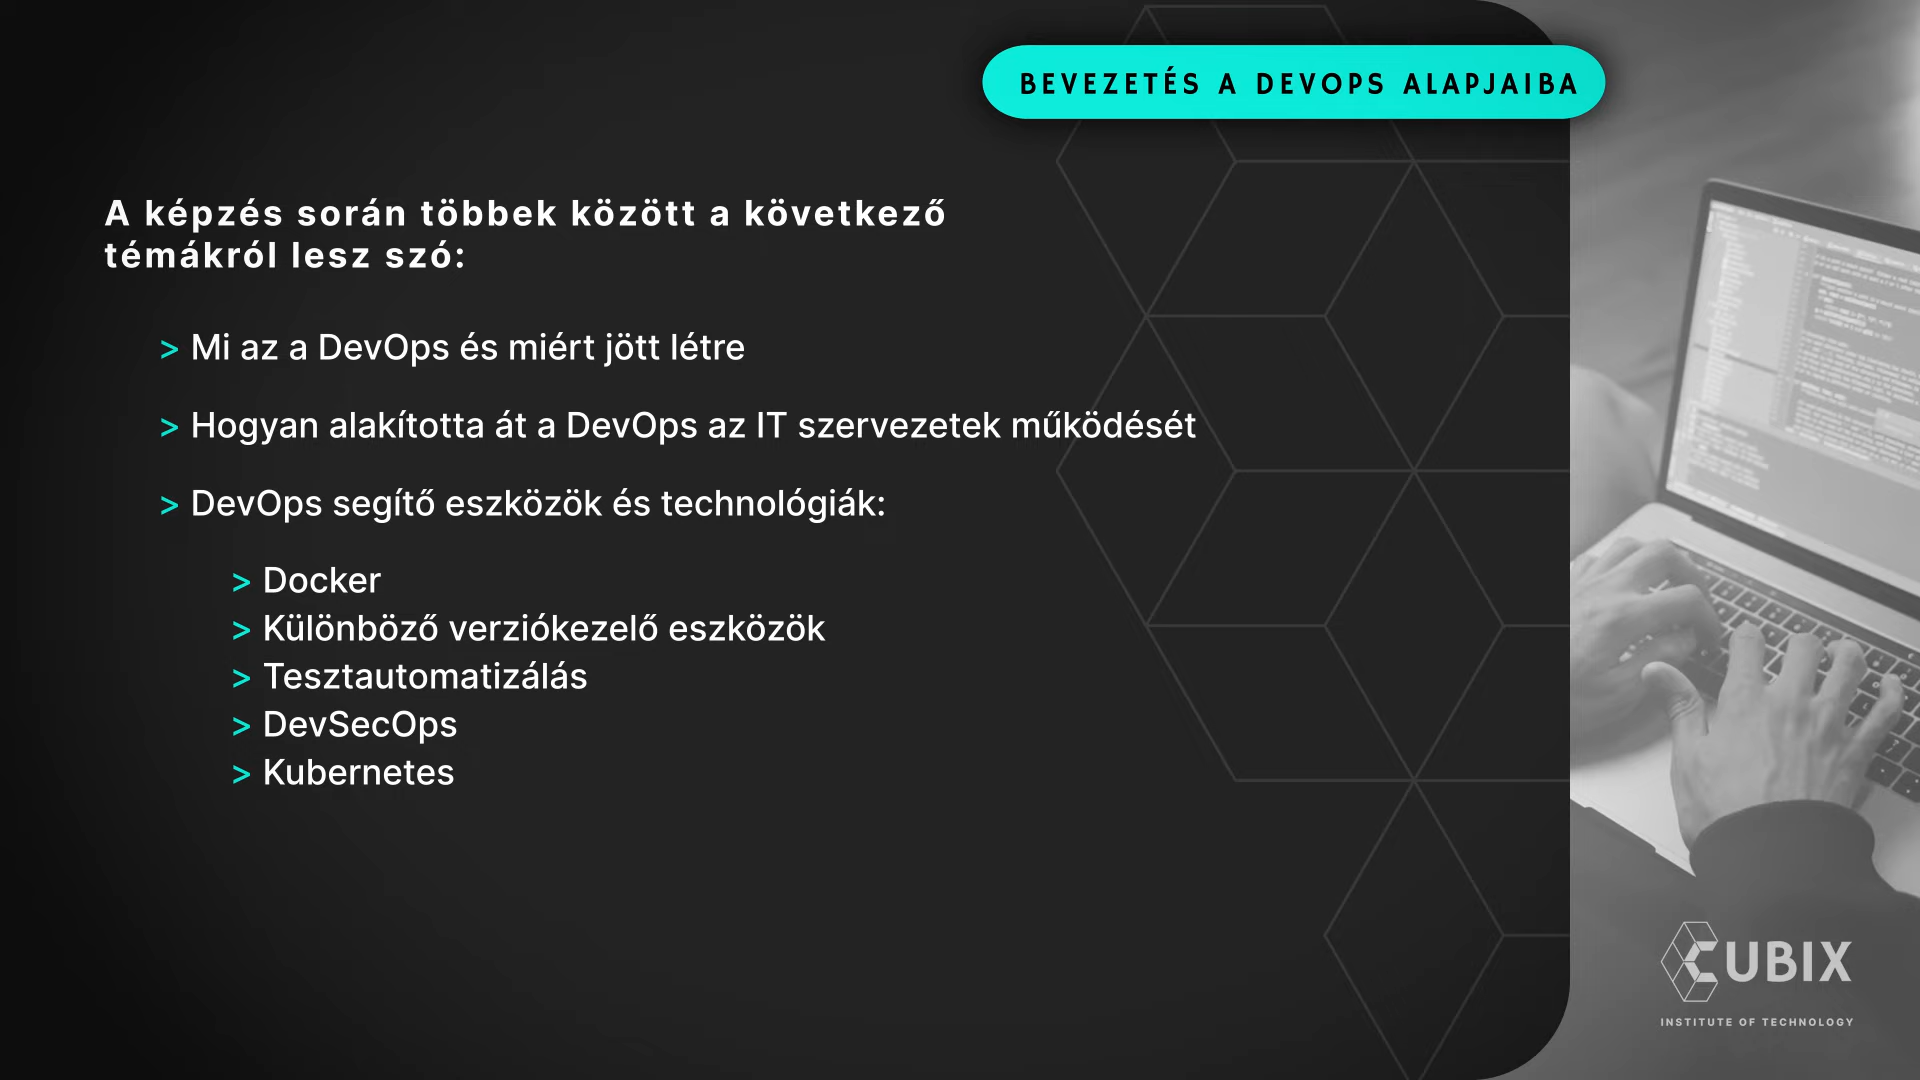 BEVEZETÉS A DEVOPS ALAPJAIBA
A képzés során többek között a következő
témákról lesz szó:
> Mi az a DevOps és miért jött létre
> Hogyan alakította át a DevOps az IT szervezetek működését
> DevOps segítő eszközök és technológiák:
> Docker
> Különböző verziókezelő eszközök
> Tesztautomatizálás
> DevSecOps
> Kubernetes
CUBIX
INSTITUTE OF TECHNOLOGY